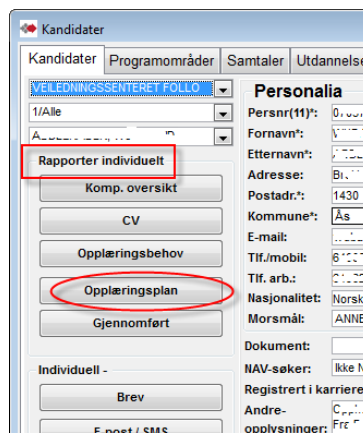 Kandidater
Kandidater Programområder Samtaler Utdannelse
VEILEDNINGSSENTERET FOLLO
1/Alle
Rapporter individuelt
Komp. oversikt
CV
Opplæringsbehov
Opplæringsplan
Gjennomført
Individuell -
Brev
E-post / SMS
Personalia
Persnr(11)*:
Fornavn*:
Etternavn*:
Adresse:
Postadr.*: 1430
Kommune*: Ås
E-mail:
Tlf./mobil:
Tlf. arb.:
Nasjonalitet: Norsk
Morsmål: ANNE
Dokument:
NAV-søker: Ikke N
Registrert i karriere
Andre-
opplysninger: